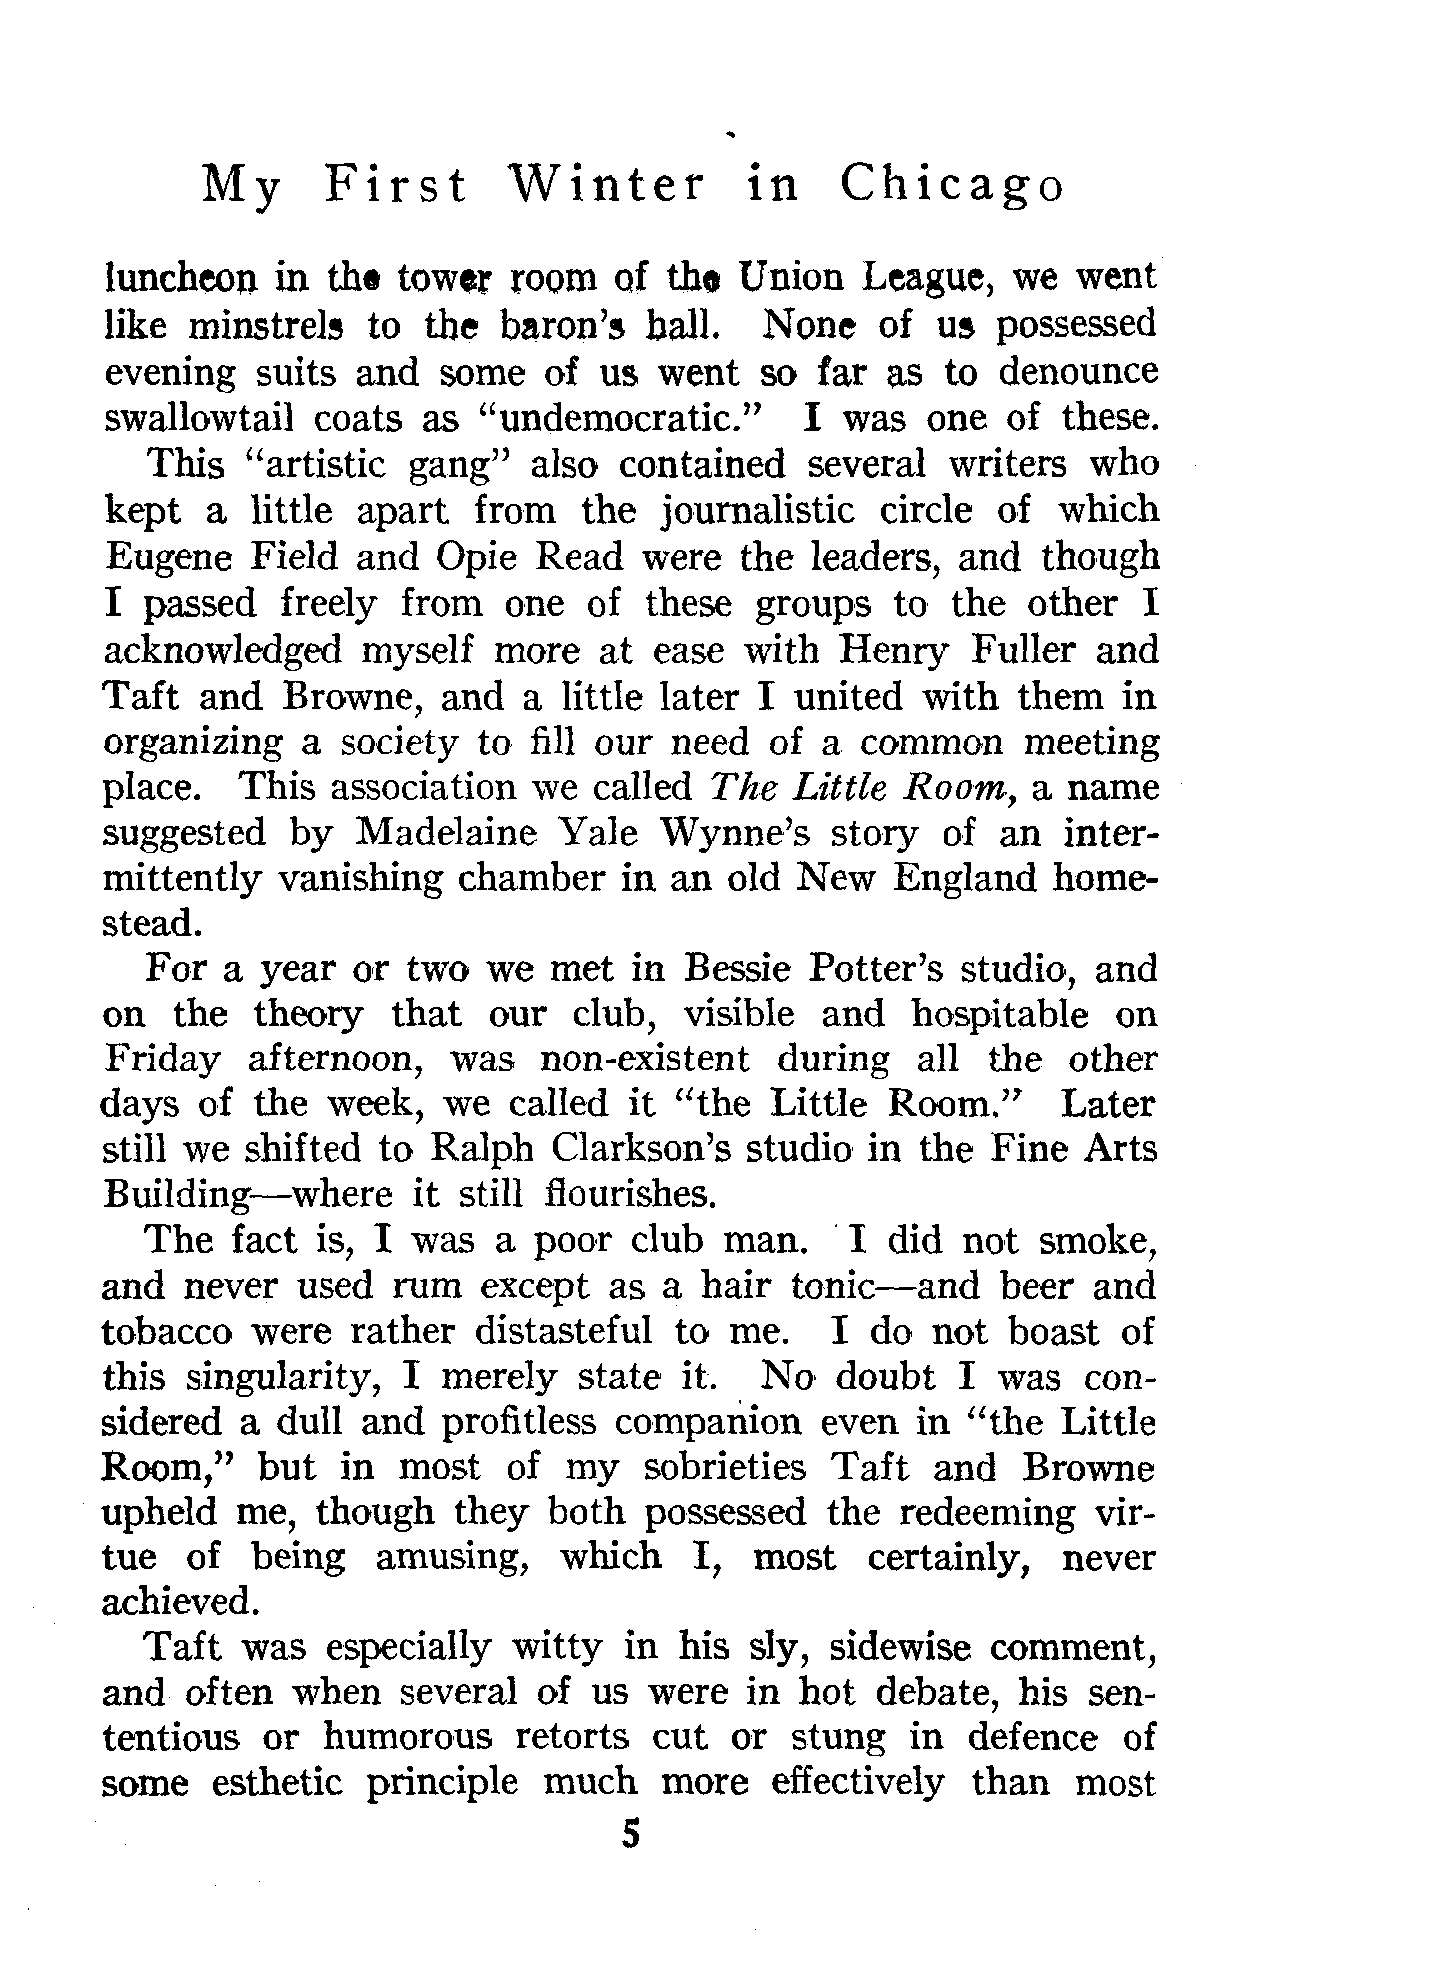 My First Winter in Chicago
luncheon in the tower room of the Union League, we went
like minstrels to the baron's hall. None of us possessed
evening suits and some of us went so far as to denounce
swallowtail coats as “undemocratic.” I was one of these.
This “artistic gang” also contained several writers who
kept a little apart from the journalistic circle of which
Eugene Field and Opie Read were the leaders, and though
I passed freely from one of these groups to the other I
acknowledged myself more at ease with Henry Fuller and
Taft and Browne, and a little later I united with them in
organizing a society to fill our need of a common meeting
place. This association we called The Little Room, a name
suggested by Madelaine Yale Wynne's story of an inter-
mittently vanishing chamber in an old New England home-
stead.
For a year or two we met in Bessie Potter's studio, and
on the theory that our club, visible and hospitable on
Friday afternoon, was non-existent during all the other
days of the week, we called it “the Little Room.” Later
still we shifted to Ralph Clarkson's studio in the Fine Arts
Building—where it still flourishes.
The fact is, I was a poor club man. I did not smoke,
and never used rum except as a hair tonic—and beer and
tobacco were rather distasteful to me. I do not boast of
this singularity, I merely state it. No doubt I was con-
sidered a dull and profitless companion even in “the Little
Room,” but in most of my sobrieties Taft and Browne
upheld me, though they both possessed the redeeming vir-
tue of being amusing, which I, most certainly, never
achieved.
Taft was especially witty in his sly, sidewise comment,
and often when several of us were in hot debate, his sen-
tentious or humorous retorts cut or stung in defence of
some esthetic principle much more effectively than most
5